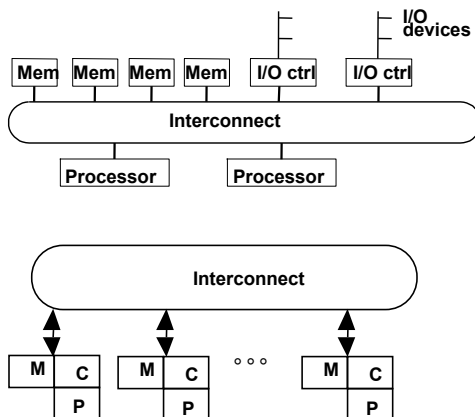 I/O
devices
Mem Mem Mem Mem I/O ctrl I/O ctrl
Interconnect
Processor Processor
Interconnect
M C M C M C
P P P